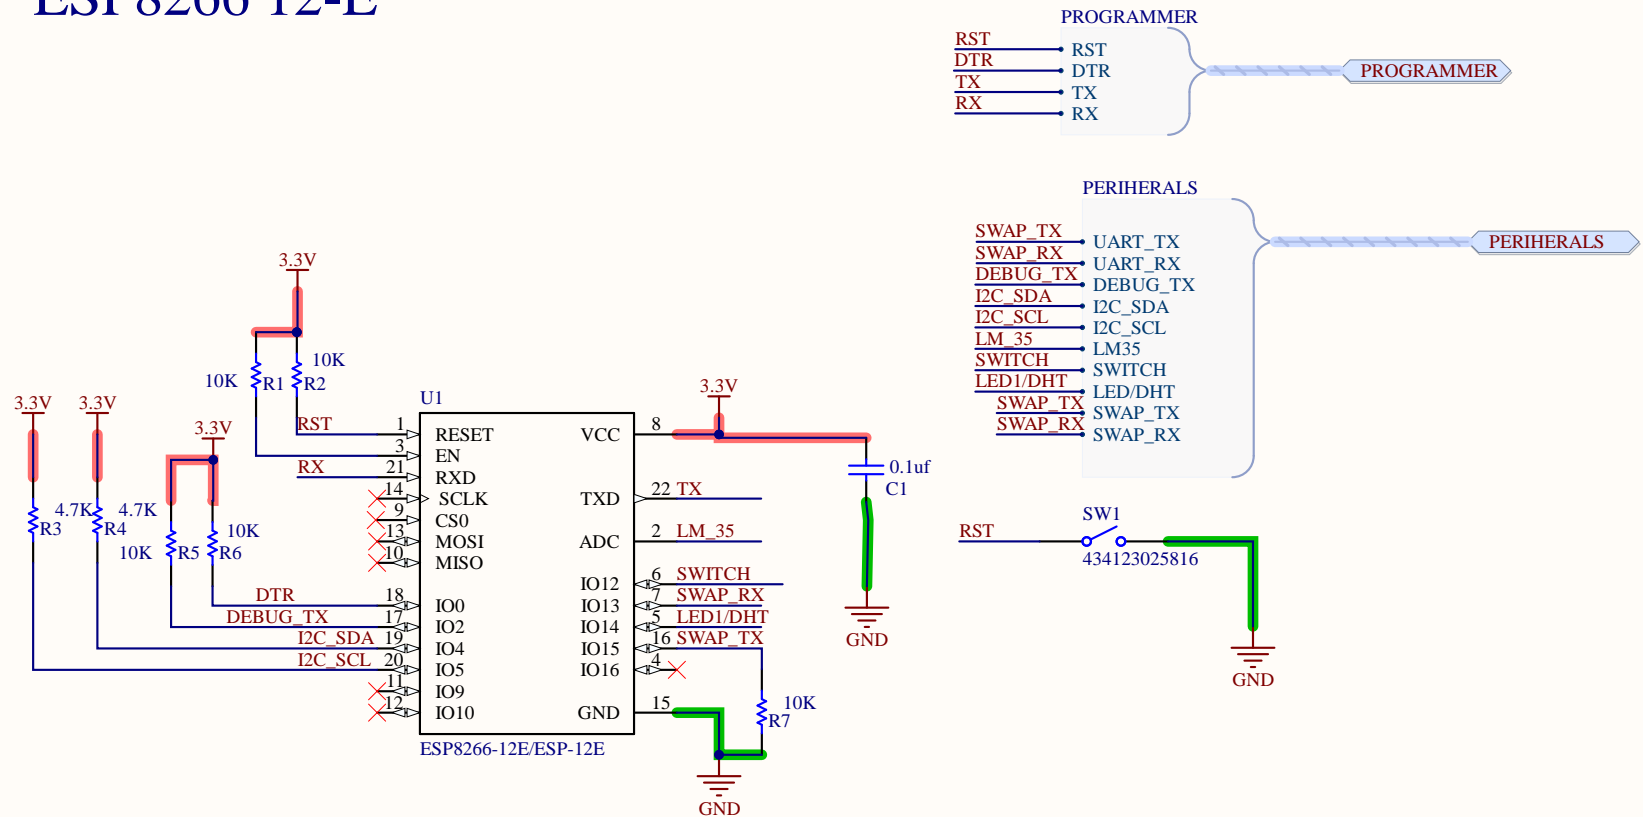 ESP8266 12-E
PROGRAMMER
RST RST
DTR DTR
TX TX
RX RX
PROGRAMMER
PERIHERALS
SWAP_TX UART_TX
SWAP_RX UART_RX
DEBUG_TX DEBUG_TX
I2C_SDA I2C_SDA
I2C_SCL I2C_SCL
LM_35 LM35
SWITCH SWITCH
LED1/DHT LED/DHT
SWAP_TX SWAP_TX
SWAP_RX SWAP_RX
PERIHERALS
3.3V
10K R1
10K
R2
3.3V
3.3V
3.3V
4.7K
R3
4.7K
R4
10K R5
10K
R6
U1
RST 1 RESET
3 EN
RX 21 RXD
14 SCLK
9 CS0
13 MOSI
10 MISO
DTR 18 IO0
DEBUG_TX 17 IO2
I2C_SDA 19 IO4
I2C_SCL 20 IO5
11 IO9
12 IO10
VCC 8
TXD 22 TX
ADC 2 LM_35
IO12 6 SWITCH
IO13 7 SWAP_RX
IO14 5 LED1/DHT
IO15 16 SWAP_TX
IO16 4
GND 15
ESP8266-12E/ESP-12E
3.3V
0.1uf
C1
GND
10K
R7
GND
SW1
RST
434123025816
GND